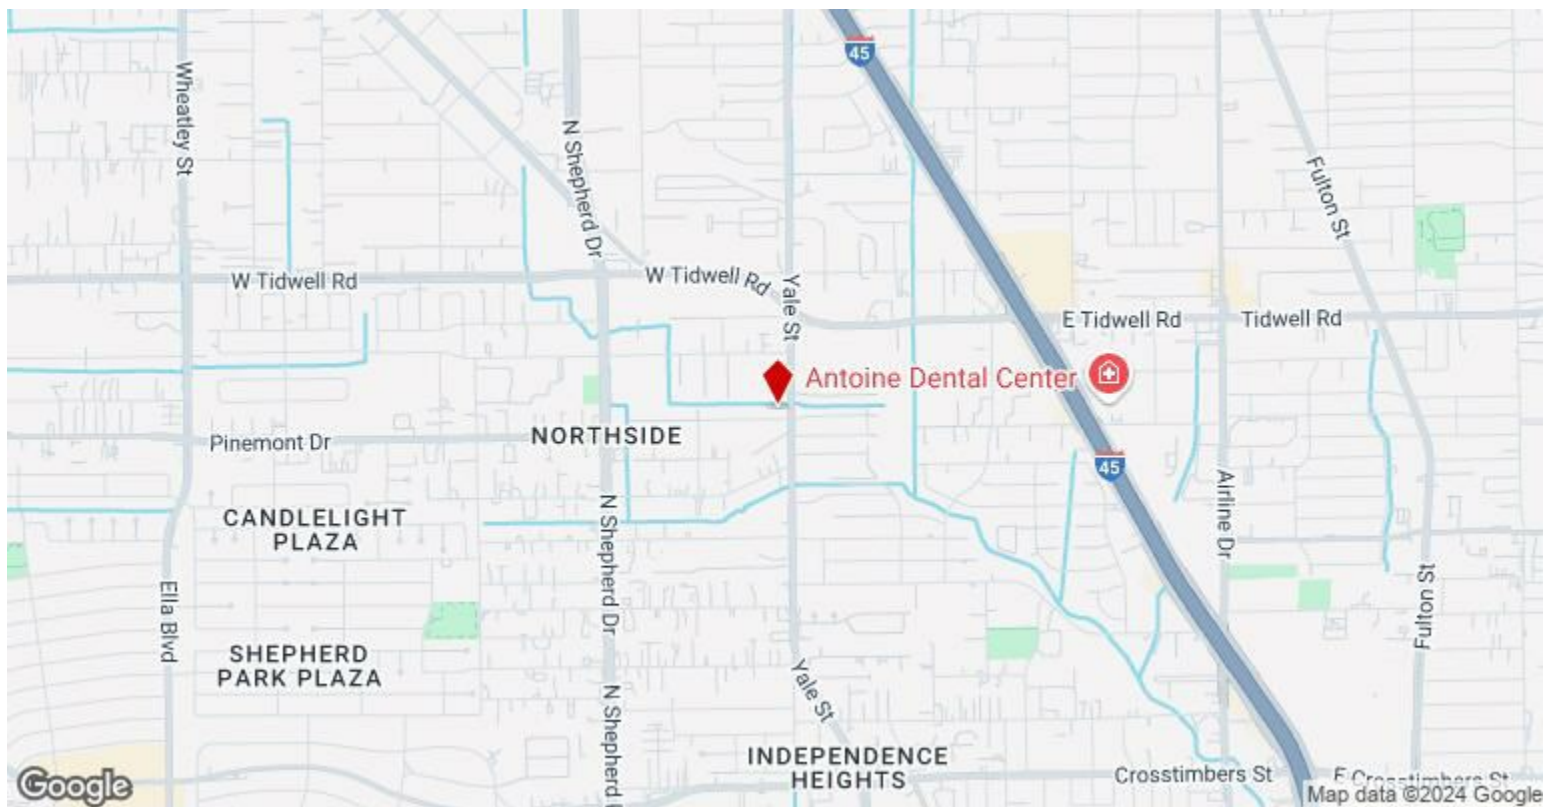 45
Wheatley St
N Shepherd Dr
Fulton St
W Tidwell Rd
W Tidwell Rd
Yale St
E Tidwell Rd
Tidwell Rd
Antoine Dental Center
Pinemont Dr
NORTHSIDE
45
Airline Dr
CANDLELIGHT
PLAZA
N Shepherd Dr
Ella Blvd
Fulton St
SHEPHERD
PARK PLAZA
Yale St
N Shepherd
INDEPENDENCE
HEIGHTS
Crosstimbers St
E Crosstimbers St
Google
Map data ©2024 Google